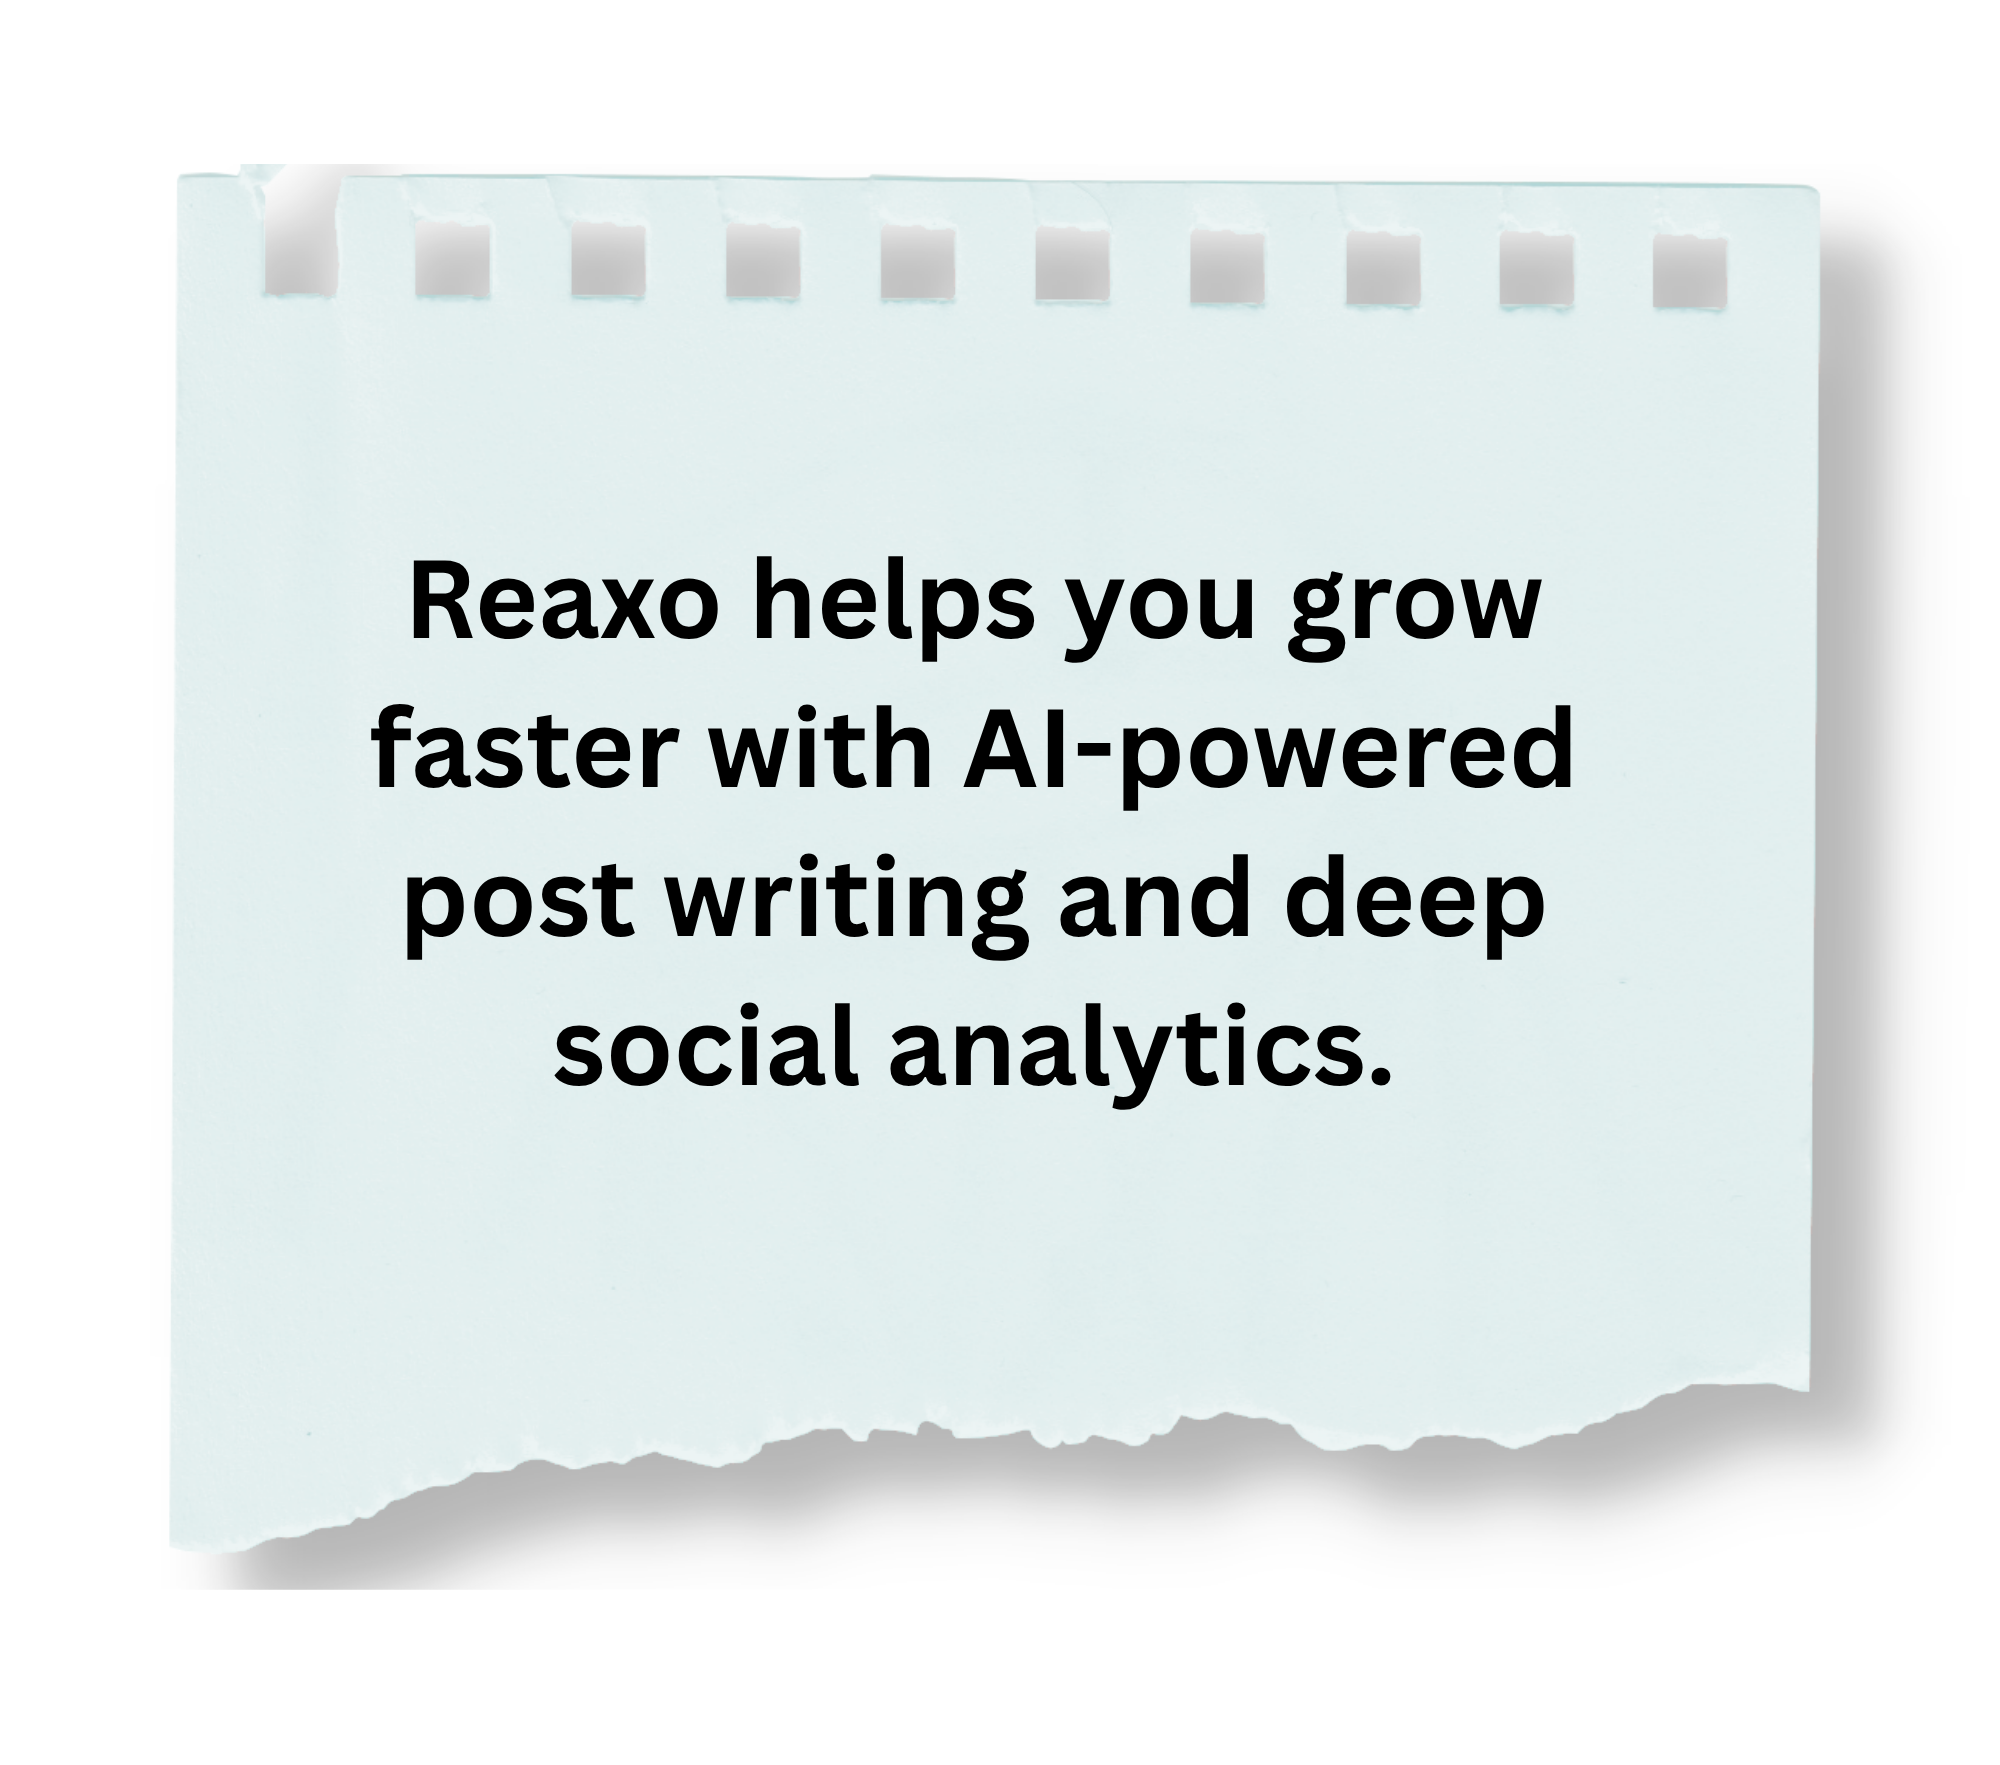 Reaxo helps you grow
faster with AI-powered
post writing and deep
social analytics.